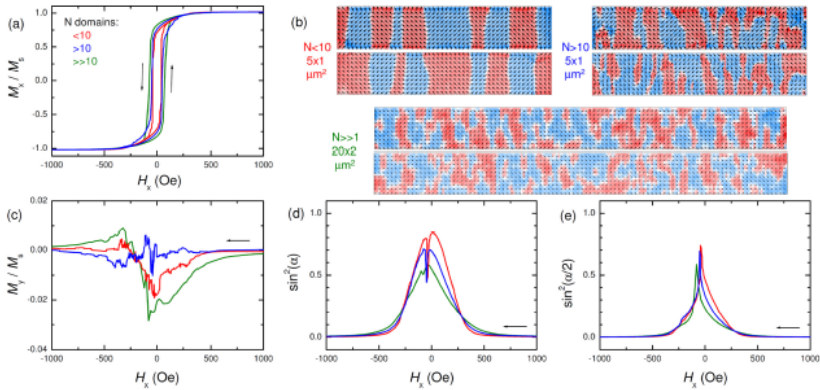 (a)
N domains:
<10
>10
>>10
1.0
0.5
0.0
-0.5
-1.0
Mx / Ms
-1000 -500 0 500 1000
Hx (Oe)
(b)
N<10
5x1
μm²
N>10
5x1
μm²
N>>1
20x2
μm²
(c)
0.02
0.00
-0.02
-0.04
My / Ms
-1000 -500 0 500 1000
Hx (Oe)
(d)
1.0
0.5
0.0
sin²(α)
-1000 -500 0 500 1000
Hx (Oe)
(e)
1.0
0.5
0.0
sin²(α/2)
-1000 -500 0 500 1000
Hx (Oe)